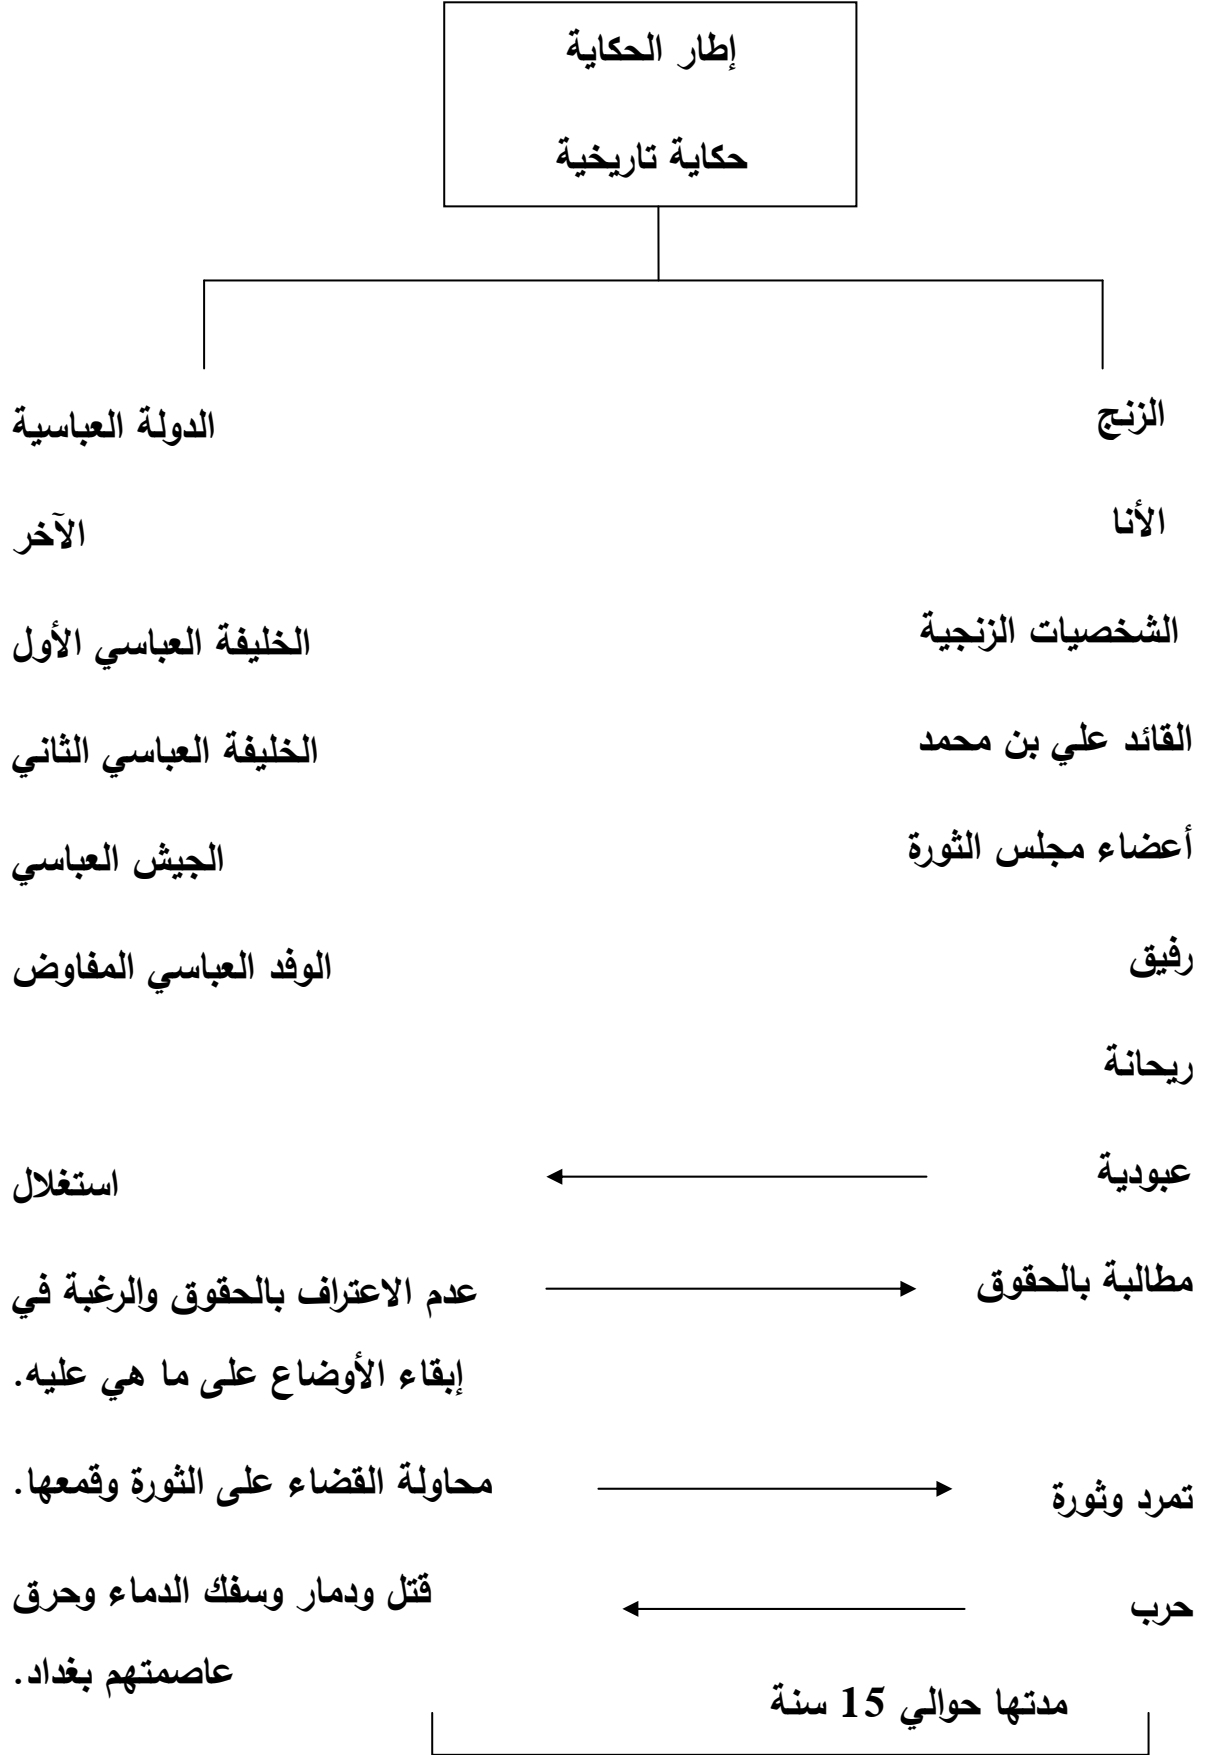 إطار الحكاية
حكاية تاريخية
الزنج
الدولة العباسية
الأنا
الآخر
الشخصيات الزنجية
الخليفة العباسي الأول
القائد علي بن محمد
الخليفة العباسي الثاني
أعضاء مجلس الثورة
الجيش العباسي
رفيق
الوفد العباسي المفاوض
ريحانة
عبودية
استغلال
مطالبة بالحقوق
عدم الاعتراف بالحقوق والرغبة في
إبقاء الأوضاع على ما هي عليه.
تمرد وثورة
محاولة القضاء على الثورة وقمعها.
حرب
قتل ودمار وسفك الدماء وحرق
عاصمتهم بغداد.
مدتها حوالي 15 سنة